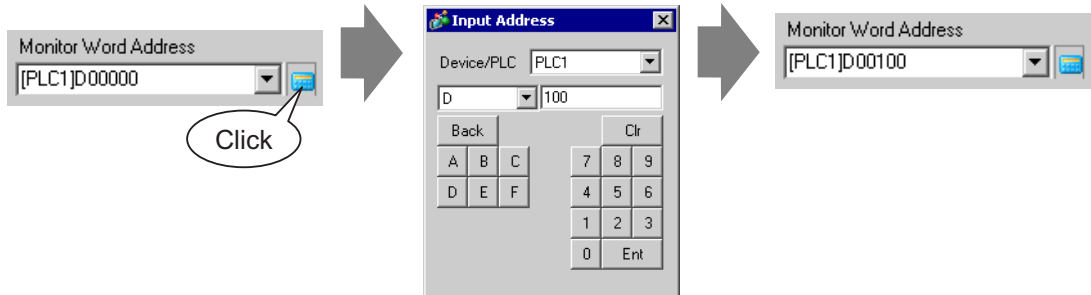 Monitor Word Address
[PLC1]D00000
Click
Input Address
Device/PLC PLC1
D 100
Back Clr
A B C 7 8 9
D E F 4 5 6
1 2 3
0 Ent
Monitor Word Address
[PLC1]D00100